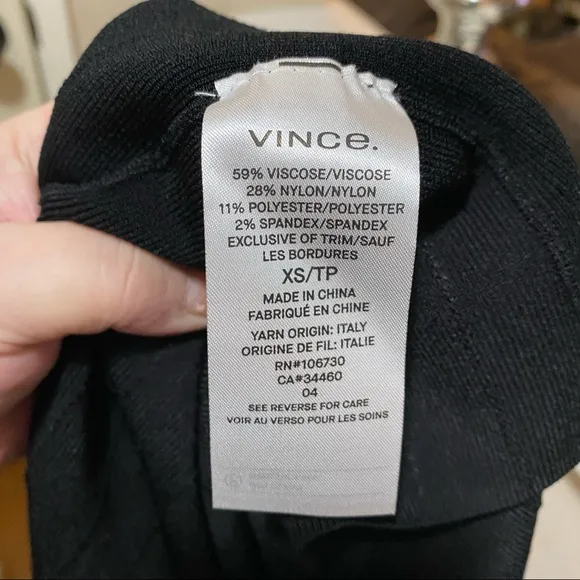 VINCE.
59% VISCOSE/VISCOSE
28% NYLON/NYLON
11% POLYESTER/POLYESTER
2% SPANDEX/SPANDEX
EXCLUSIVE OF TRIM/SAUF
LES BORDURES
XS/TP
MADE IN CHINA
FABRIQUÉ EN CHINE
YARN ORIGIN: ITALY
ORIGINE DE FIL: ITALIE
RN#106730
CA#34460
04
SEE REVERSE FOR CARE
VOIR AU VERSO POUR LES SOINS